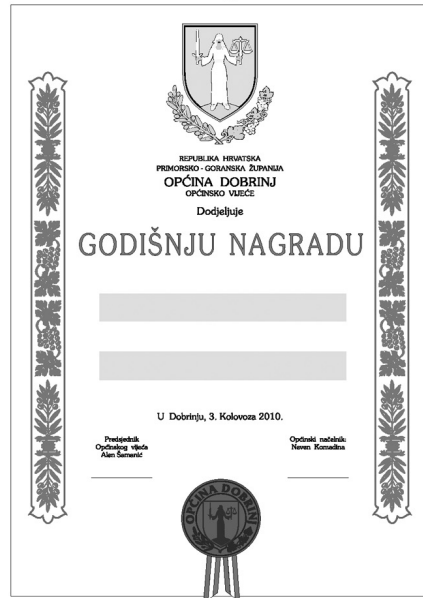 REPUBLIKA HRVATSKA
PRIMORSKO - GORANSKA ŽUPANIJA
OPĆINA DOBRINJ
OPĆINSKO VIJEĆE
Dodjeljuje
GODIŠNJU NAGRADU
U Dobrinju, 3. Kolovoza 2010.
Predsjednik
Općinskog vijeća
Alen Šamanić
Općinski načelnik:
Neven Komadina
OPĆINA DOBRINJ